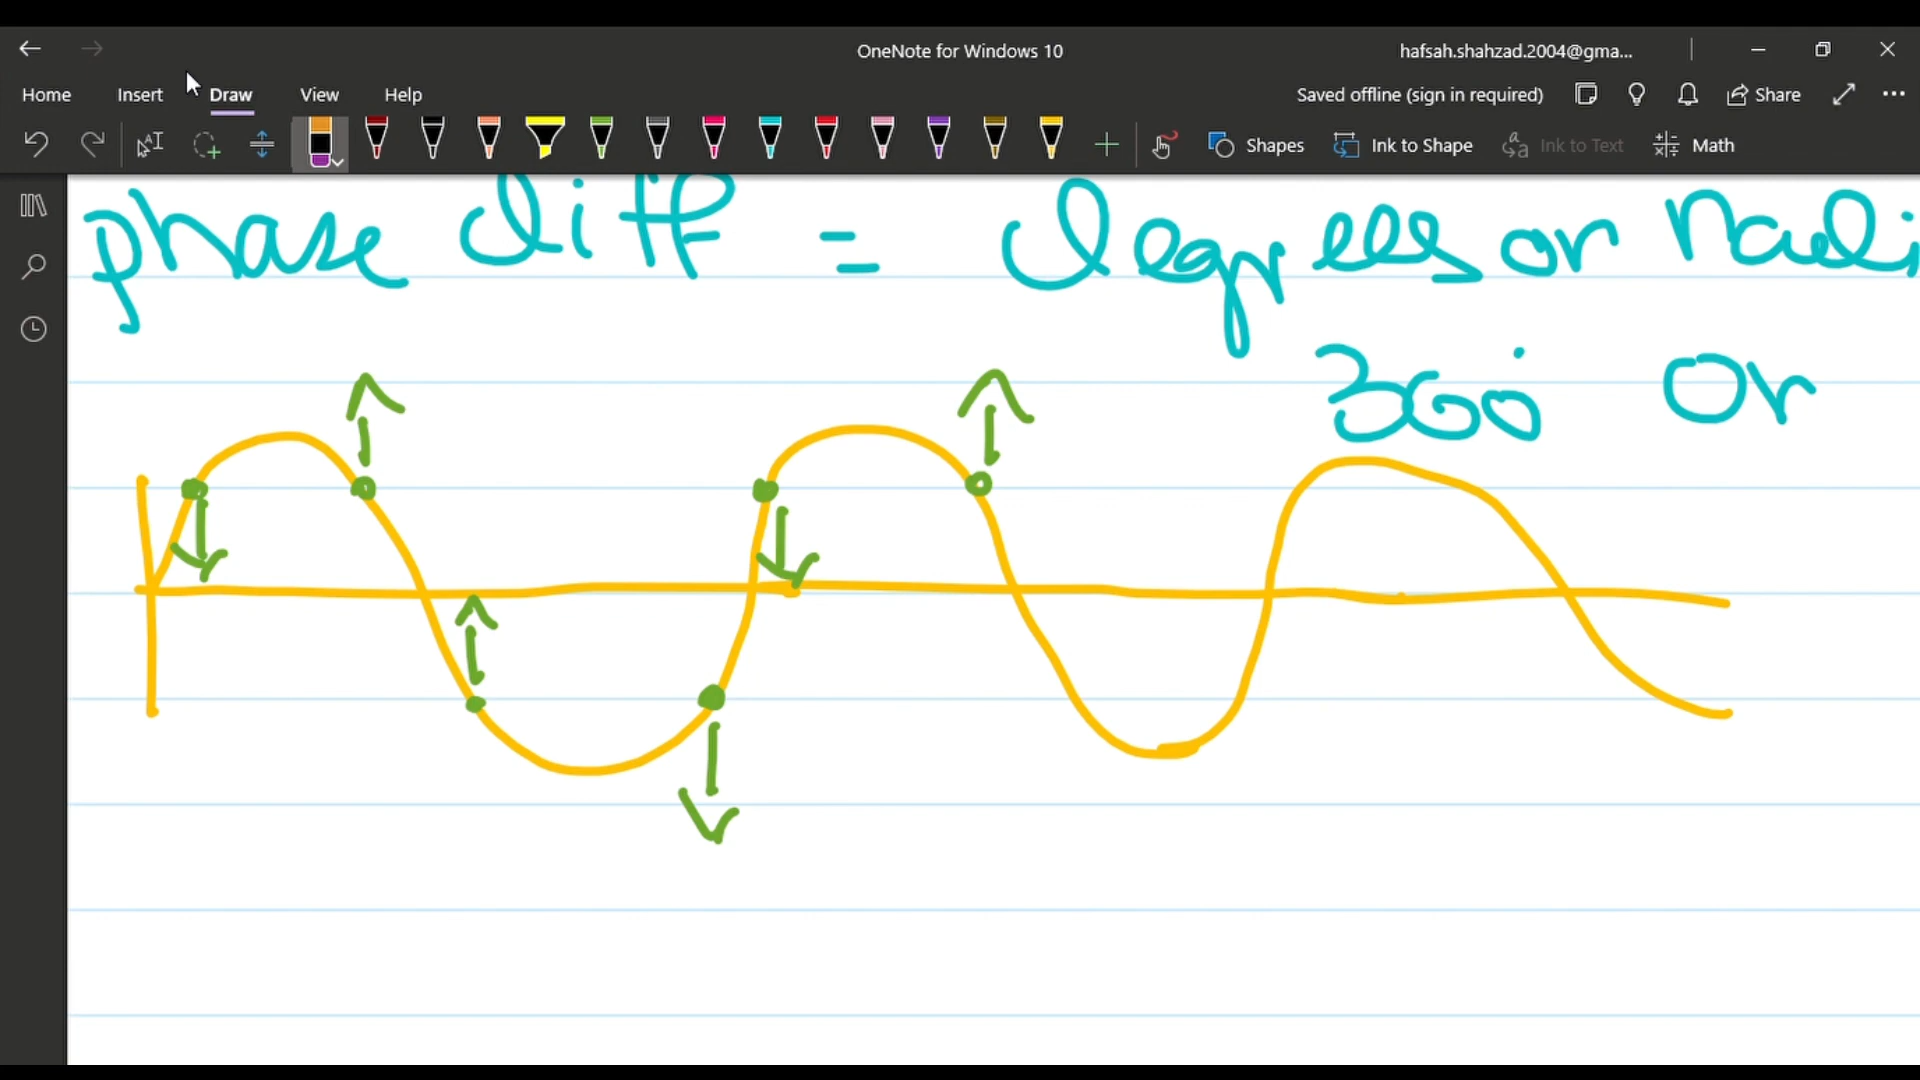 OneNote for Windows 10
hafsah.shahzad.2004@gma...
Home Insert Draw View Help
Saved offline (sign in required) Share
Shapes Ink to Shape Ink to Text Math
phase diff = degrees or radi
360° or